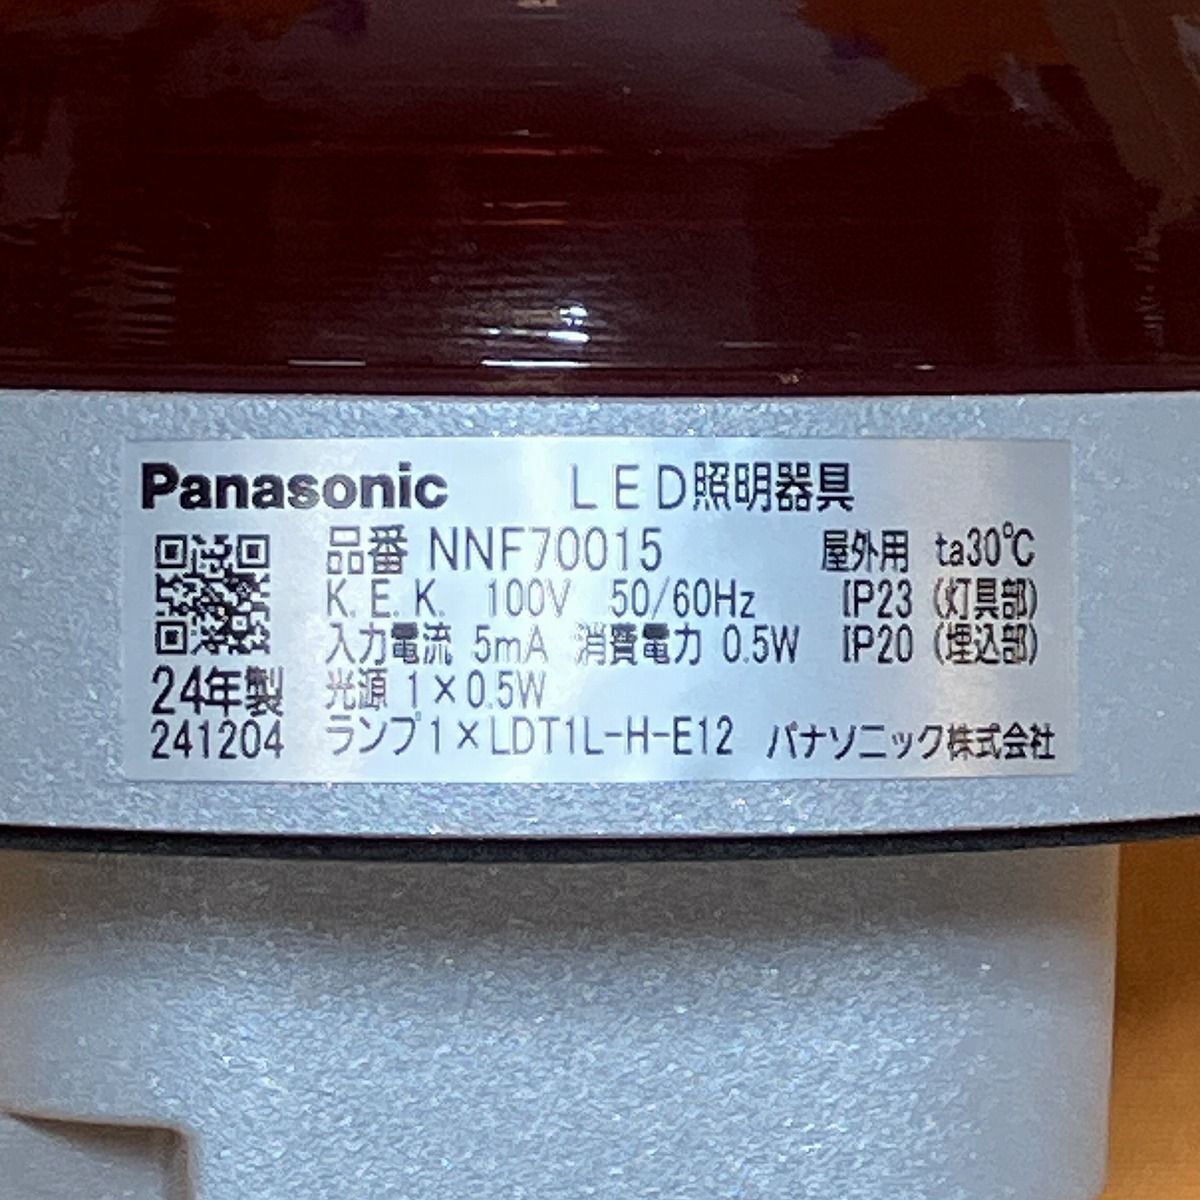 Panasonic LED照明器具
品番 NNF70015 屋外用 ta30℃
K.E.K. 100V 50/60Hz IP23 (灯具部)
入力電流 5mA 消費電力 0.5W IP20 (埋込部)
24年製 光源 1×0.5W
241204 ランプ1×LDT1L-H-E12 パナソニック株式会社